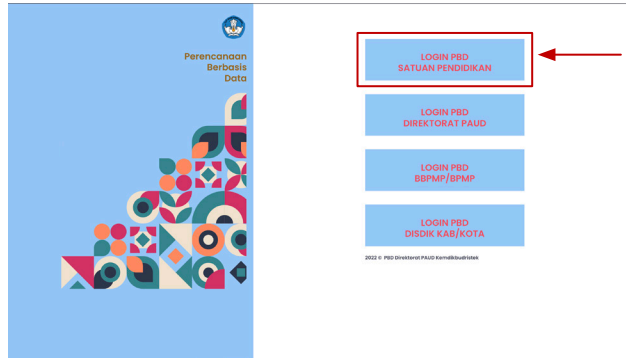 Perencanaan
Berbasis
Data
LOGIN PBD
SATUAN PENDIDIKAN
LOGIN PBD
DIREKTORAT PAUD
LOGIN PBD
BBPMP/BPMP
LOGIN PBD
DISDIK KAB/KOTA
2022 © PBD Direktorat PAUD Kemdikbudristek